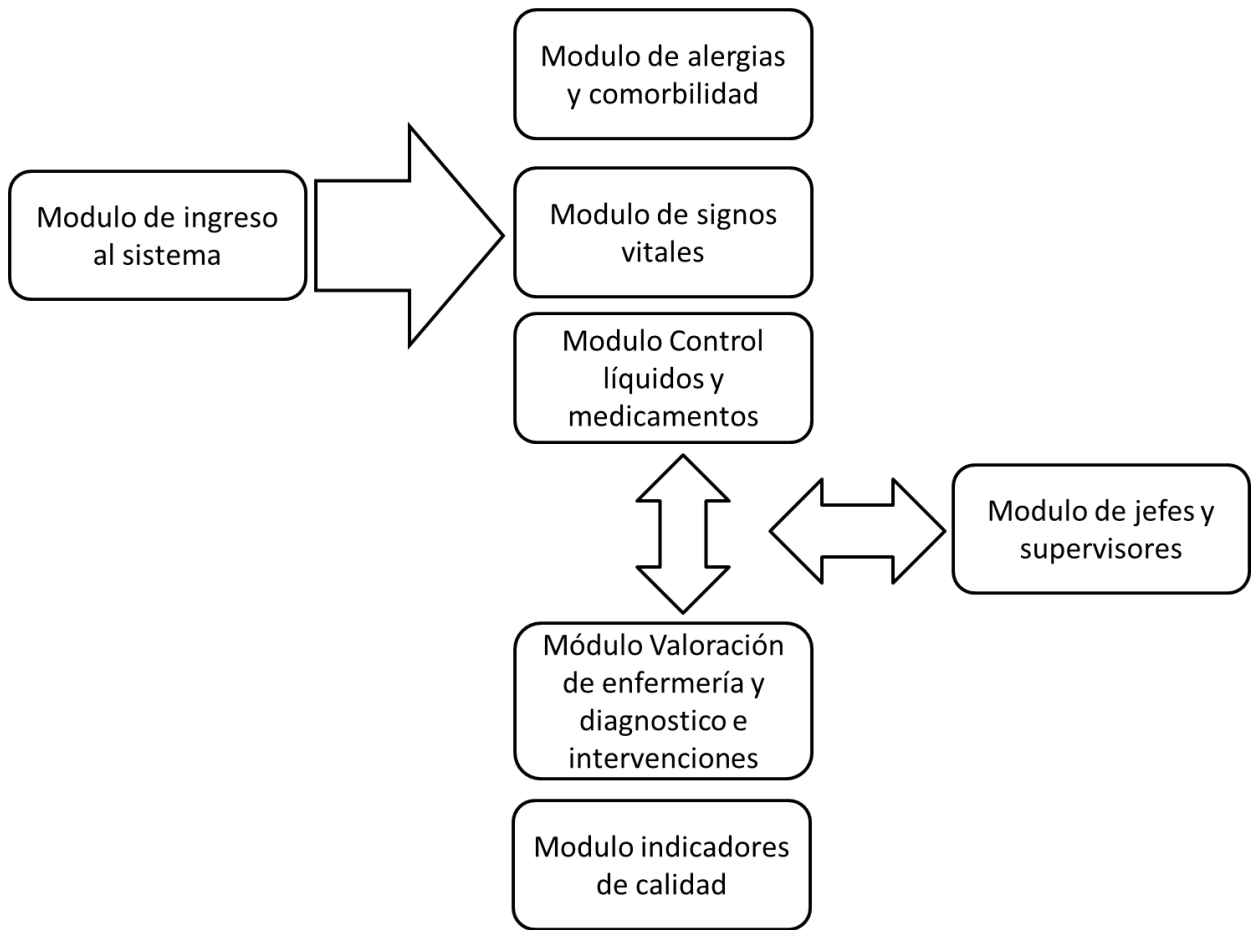 Modulo de alergias
y comorbilidad
Modulo de ingreso
al sistema
Modulo de signos
vitales
Modulo Control
líquidos y
medicamentos
Modulo de jefes y
supervisores
Módulo Valoración
de enfermería y
diagnostico e
intervenciones
Modulo indicadores
de calidad